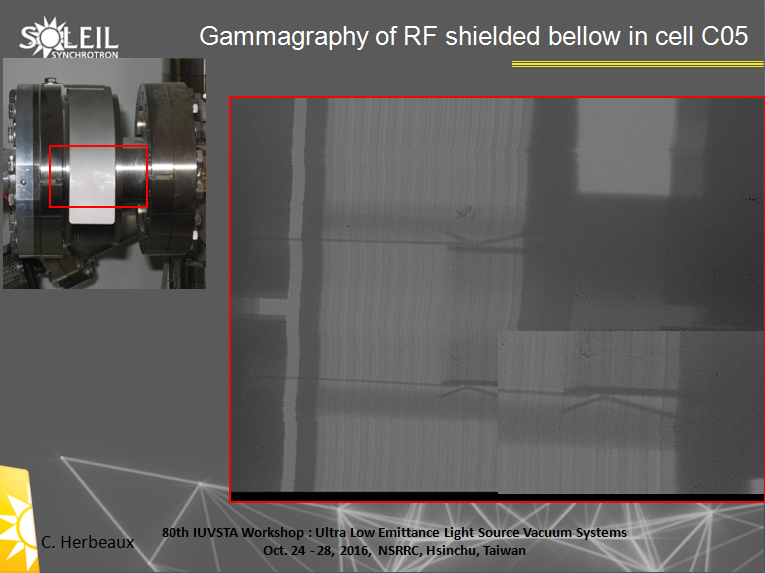 SOLEIL
SYNCHROTRON
Gammagraphy of RF shielded bellow in cell C05
C. Herbeaux
80th IUVSTA Workshop : Ultra Low Emittance Light Source Vacuum Systems
Oct. 24 - 28, 2016, NSRRC, Hsinchu, Taiwan